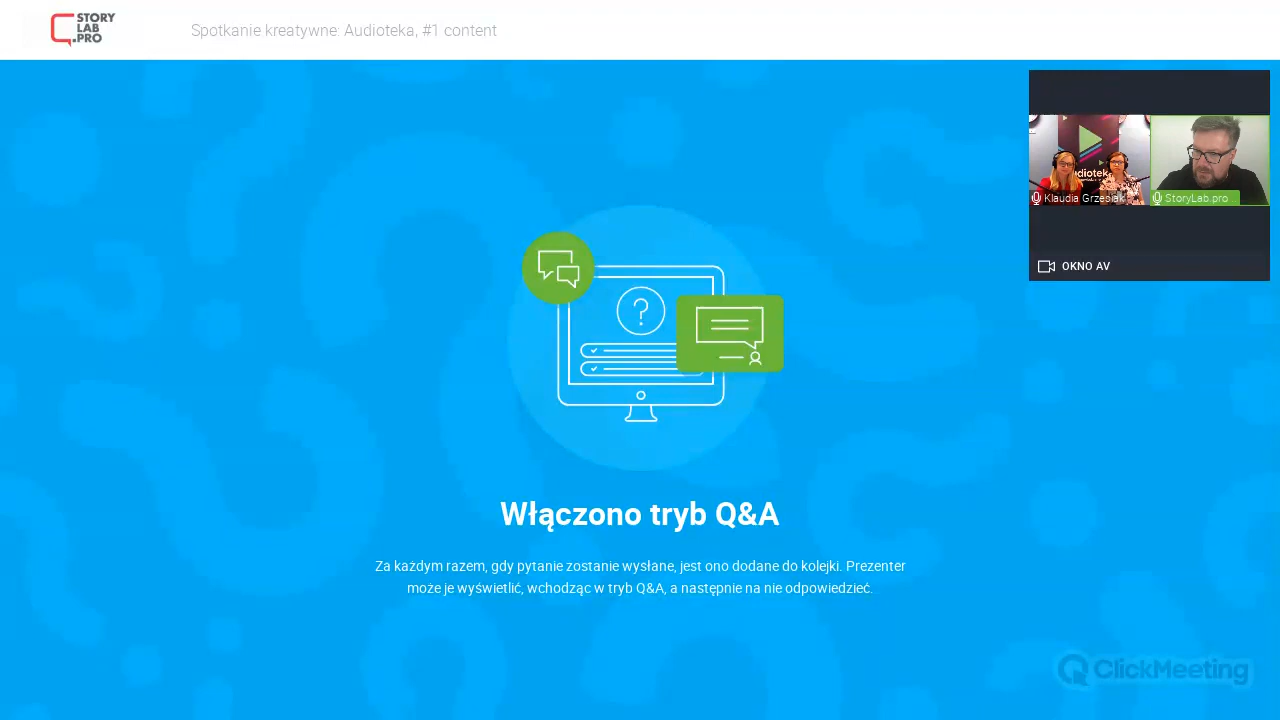 STORY
LAB
.PRO
Spotkanie kreatywne: Audioteka, #1 content
Klaudia Grzesiak
StoryLab.pro ...
OKNO AV
Włączono tryb Q&A
Za każdym razem, gdy pytanie zostanie wysłane, jest ono dodane do kolejki. Prezenter
może je wyświetlić, wchodząc w tryb Q&A, a następnie na nie odpowiedzieć.
ClickMeeting